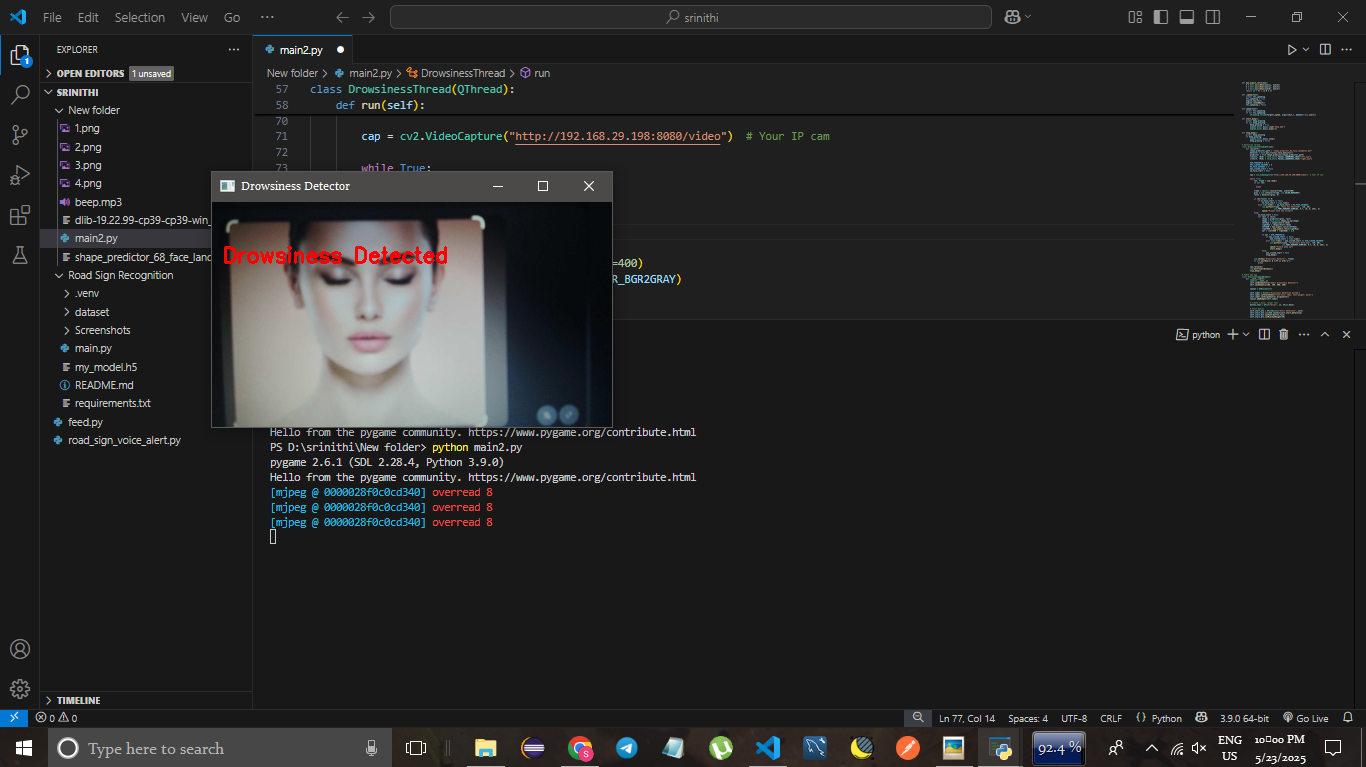 File Edit Selection View Go ··· srinithi
EXPLORER ···
OPEN EDITORS 1 unsaved
SRINITHI
New folder
1.png
2.png
3.png
4.png
beep.mp3
dlib-19.22.99-cp39-cp39-win_
main2.py
shape_predictor_68_face_land
Road Sign Recognition
.venv
dataset
Screenshots
main.py
my_model.h5
README.md
requirements.txt
feed.py
road_sign_voice_alert.py
TIMELINE
main2.py
New folder > main2.py > DrowsinessThread > run
57 class DrowsinessThread(QThread):
58 def run(self):
70
71 cap = cv2.VideoCapture("http://192.168.29.198:8080/video") # Your IP cam
72
while True:
=400)
R_BGR2GRAY)
Drowsiness Detector
Drowsiness Detected
python
Hello from the pygame community. https://www.pygame.org/contribute.html
PS D:\srinithi\New folder> python main2.py
pygame 2.6.1 (SDL 2.28.4, Python 3.9.0)
Hello from the pygame community. https://www.pygame.org/contribute.html
[mjpeg @ 0000028f0c0cd340] overread 8
[mjpeg @ 0000028f0c0cd340] overread 8
[mjpeg @ 0000028f0c0cd340] overread 8
0 0 Ln 77, Col 14 Spaces: 4 UTF-8 CRLF {} Python 3.9.0 64-bit Go Live
Type here to search
92.4 %
ENG
US
10:00 PM
5/23/2025